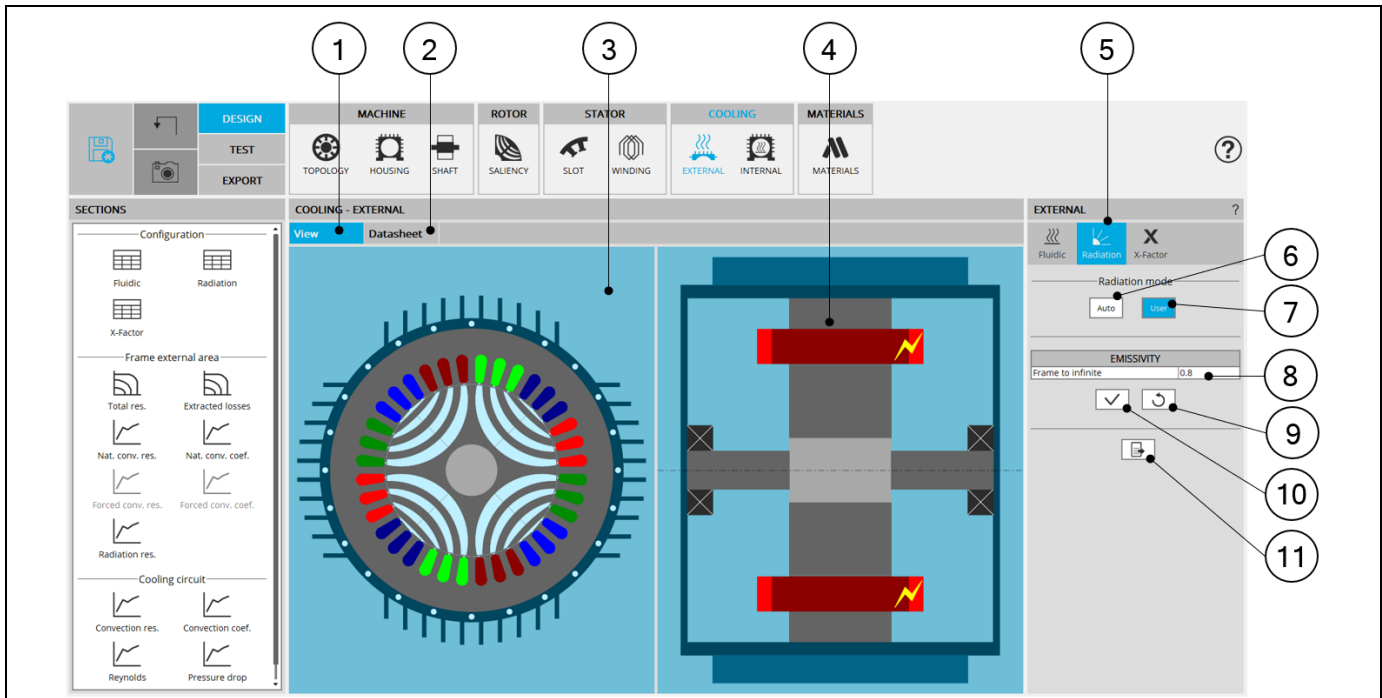 1 2 3 4 5
MACHINE ROTOR STATOR COOLING MATERIALS
DESIGN
TEST
EXPORT
TOPOLOGY HOUSING SHAFT SALIENCY SLOT WINDING EXTERNAL INTERNAL MATERIALS
?
SECTIONS
Configuration
Fluidic Radiation
X-Factor
Frame external area
Total res. Extracted losses
Nat. conv. res. Nat. conv. coef.
Forced conv. res. Forced conv. coef.
Radiation res.
Cooling circuit
Convection res. Convection coef.
Reynolds Pressure drop
COOLING - EXTERNAL
View Datasheet
EXTERNAL ?
Fluidic Radiation X-Factor
Radiation mode
Auto User
EMISSIVITY
Frame to infinite 0.8
6
7
8
9
10
11